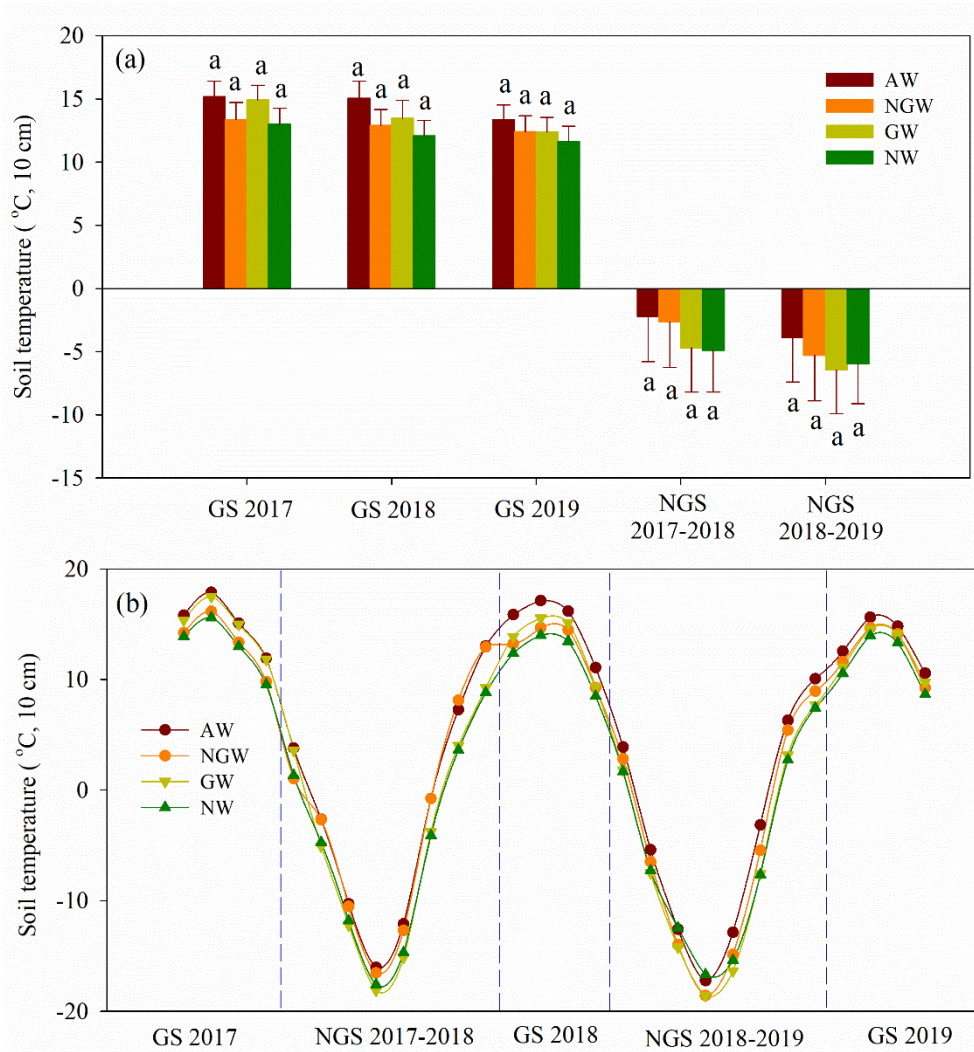 (a)
20
15
10
5
0
-5
-10
-15
Soil temperature ( °C, 10 cm)
a a a a
a a a a
a a a a
a a a a
a a a a
AW
NGW
GW
NW
GS 2017
GS 2018
GS 2019
NGS
2017-2018
NGS
2018-2019
(b)
20
10
0
-10
-20
Soil temperature ( °C, 10 cm)
AW
NGW
GW
NW
GS 2017
NGS 2017-2018
GS 2018
NGS 2018-2019
GS 2019